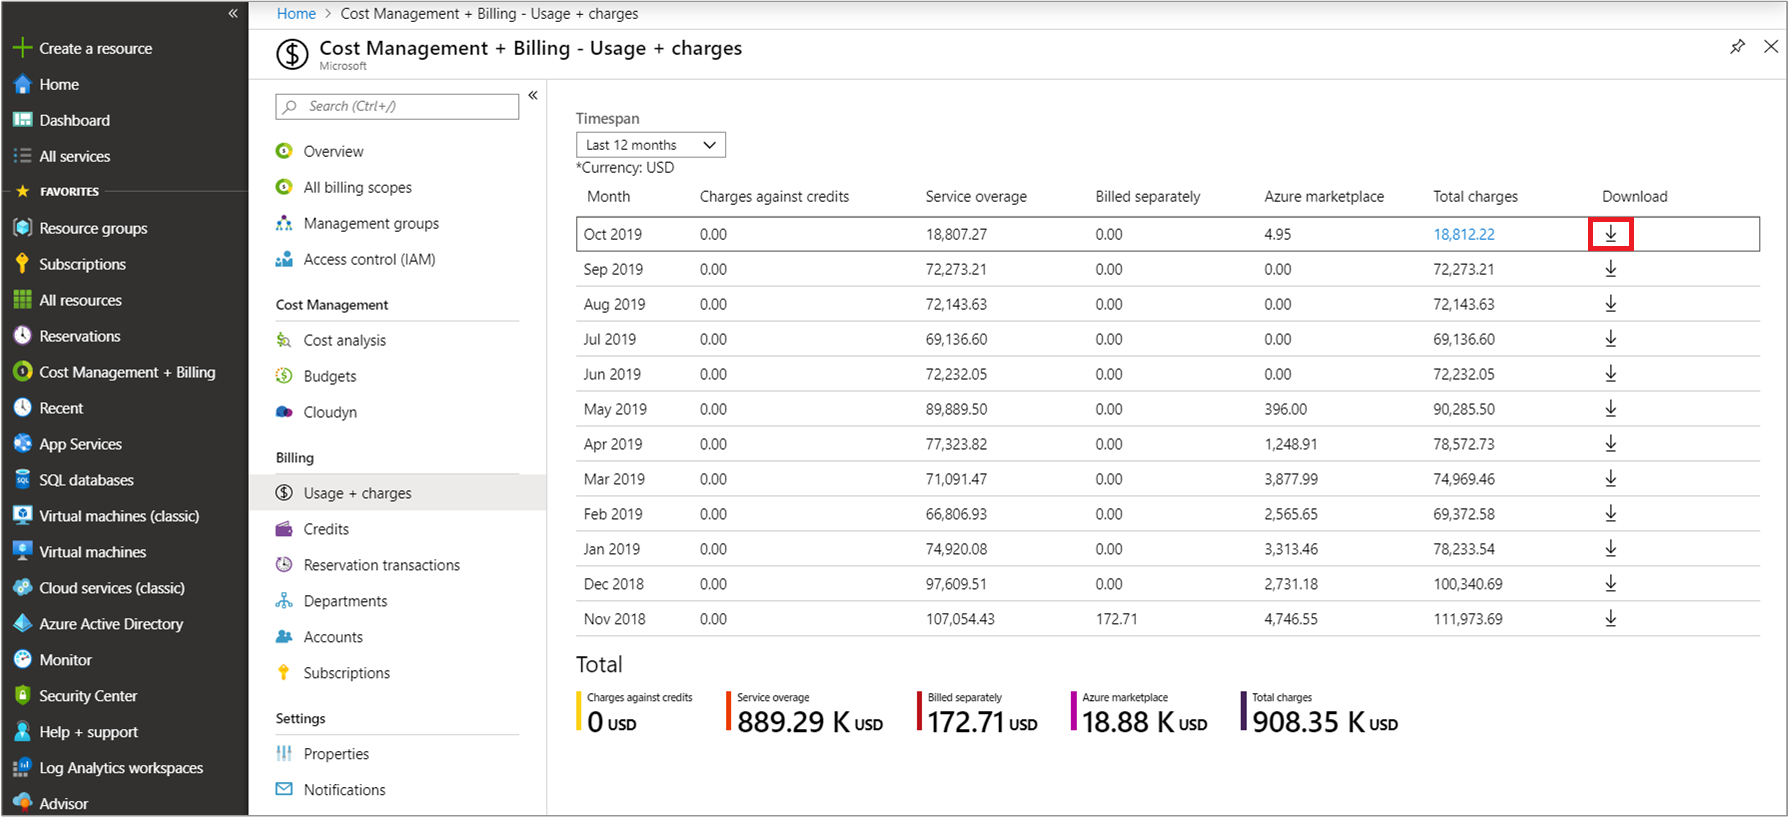 Home > Cost Management + Billing - Usage + charges
Cost Management + Billing - Usage + charges
Microsoft
«
Create a resource
Home
Dashboard
All services
FAVORITES
Resource groups
Subscriptions
All resources
Reservations
Cost Management + Billing
Recent
App Services
SQL databases
Virtual machines (classic)
Virtual machines
Cloud services (classic)
Azure Active Directory
Monitor
Security Center
Help + support
Log Analytics workspaces
Advisor
Search (Ctrl+/)
«
Overview
All billing scopes
Management groups
Access control (IAM)
Cost Management
Cost analysis
Budgets
Cloudyn
Billing
Usage + charges
Credits
Reservation transactions
Departments
Accounts
Subscriptions
Settings
Properties
Notifications
Timespan
Last 12 months
*Currency: USD
Month Charges against credits Service overage Billed separately Azure marketplace Total charges Download
Oct 2019 0.00 18,807.27 0.00 4.95 18,812.22
Sep 2019 0.00 72,273.21 0.00 0.00 72,273.21
Aug 2019 0.00 72,143.63 0.00 0.00 72,143.63
Jul 2019 0.00 69,136.60 0.00 0.00 69,136.60
Jun 2019 0.00 72,232.05 0.00 0.00 72,232.05
May 2019 0.00 89,889.50 0.00 396.00 90,285.50
Apr 2019 0.00 77,323.82 0.00 1,248.91 78,572.73
Mar 2019 0.00 71,091.47 0.00 3,877.99 74,969.46
Feb 2019 0.00 66,806.93 0.00 2,565.65 69,372.58
Jan 2019 0.00 74,920.08 0.00 3,313.46 78,233.54
Dec 2018 0.00 97,609.51 0.00 2,731.18 100,340.69
Nov 2018 0.00 107,054.43 172.71 4,746.55 111,973.69
Total
Charges against credits Service overage Billed separately Azure marketplace Total charges
0 USD 889.29 K USD 172.71 USD 18.88 K USD 908.35 K USD